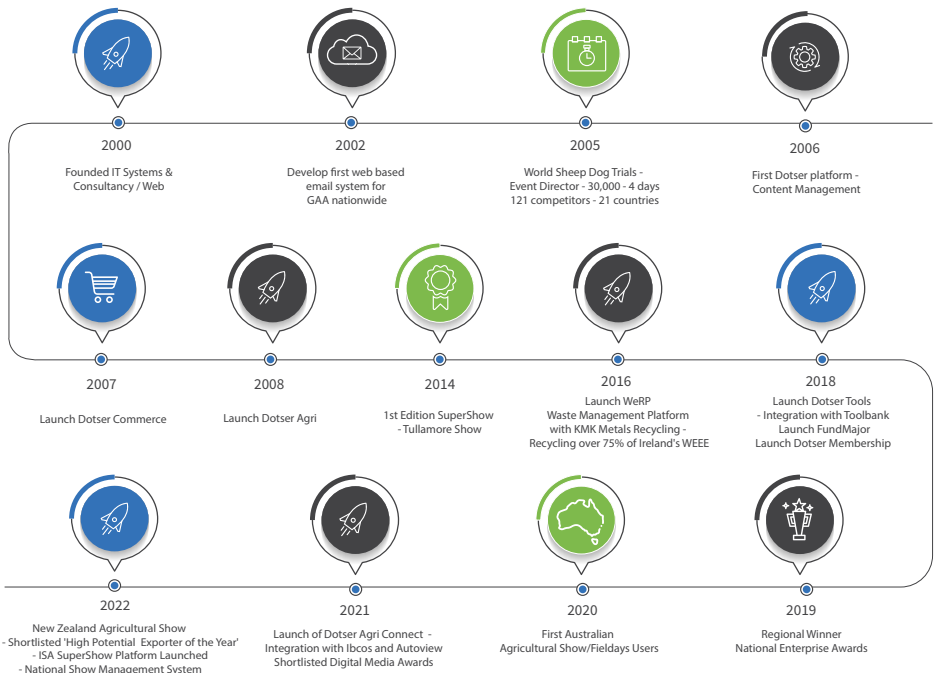 2000
Founded IT Systems &
Consultancy / Web
2002
Develop first web based
email system for
GAA nationwide
2005
World Sheep Dog Trials -
Event Director - 30,000 - 4 days
121 competitors - 21 countries
2006
First Dotser platform -
Content Management
2007
Launch Dotser Commerce
2008
Launch Dotser Agri
2014
1st Edition SuperShow
- Tullamore Show
2016
Launch WeRP
Waste Management Platform
with KMK Metals Recycling -
Recycling over 75% of Ireland's WEEE
2018
Launch Dotser Tools
- Integration with Toolbank
Launch FundMajor
Launch Dotser Membership
2022
New Zealand Agricultural Show
- Shortlisted 'High Potential Exporter of the Year'
- ISA SuperShow Platform Launched
- National Show Management System
2021
Launch of Dotser Agri Connect -
Integration with Ibcos and Autoview
Shortlisted Digital Media Awards
2020
First Australian
Agricultural Show/Fieldays Users
2019
Regional Winner
National Enterprise Awards